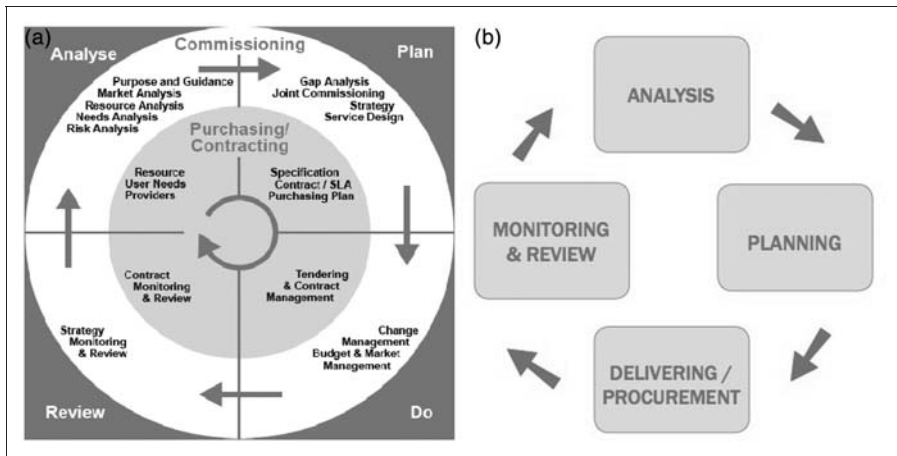 (a)
Analyse
Commissioning
Plan
Purpose and Guidance
Market Analysis
Resource Analysis
Needs Analysis
Risk Analysis
Gap Analysis
Joint Commissioning
Strategy
Service Design
Purchasing/
Contracting
Resource
User Needs
Providers
Specification
Contract / SLA
Purchasing Plan
Contract
Monitoring
& Review
Tendering
& Contract
Management
Strategy
Monitoring
& Review
Change
Management
Budget & Market
Management
Review
Do
(b)
ANALYSIS
MONITORING
& REVIEW
PLANNING
DELIVERING /
PROCUREMENT